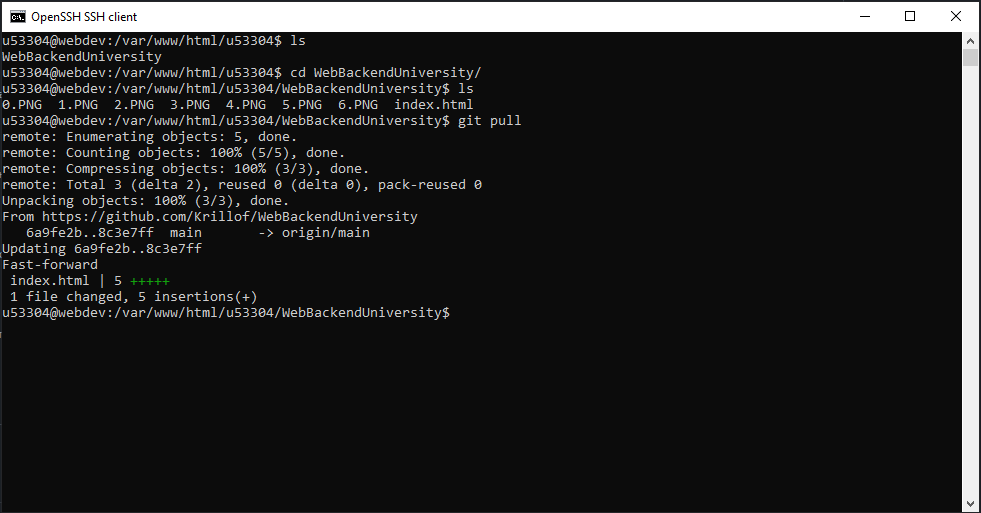 OpenSSH SSH client
u53304@webdev:/var/www/html/u53304$ ls
WebBackendUniversity
u53304@webdev:/var/www/html/u53304$ cd WebBackendUniversity/
u53304@webdev:/var/www/html/u53304/WebBackendUniversity$ ls
0.PNG  1.PNG  2.PNG  3.PNG  4.PNG  5.PNG  6.PNG  index.html
u53304@webdev:/var/www/html/u53304/WebBackendUniversity$ git pull
remote: Enumerating objects: 5, done.
remote: Counting objects: 100% (5/5), done.
remote: Compressing objects: 100% (3/3), done.
remote: Total 3 (delta 2), reused 0 (delta 0), pack-reused 0
Unpacking objects: 100% (3/3), done.
From https://github.com/Krillof/WebBackendUniversity
   6a9fe2b..8c3e7ff  main       -> origin/main
Updating 6a9fe2b..8c3e7ff
Fast-forward
 index.html | 5 +++++
 1 file changed, 5 insertions(+)
u53304@webdev:/var/www/html/u53304/WebBackendUniversity$